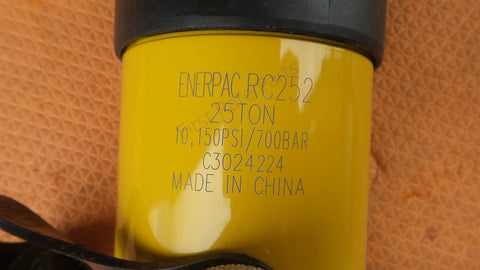 ENERPAC RC252
25TON
10,150PSI/700BAR
C3024224
MADE IN CHINA